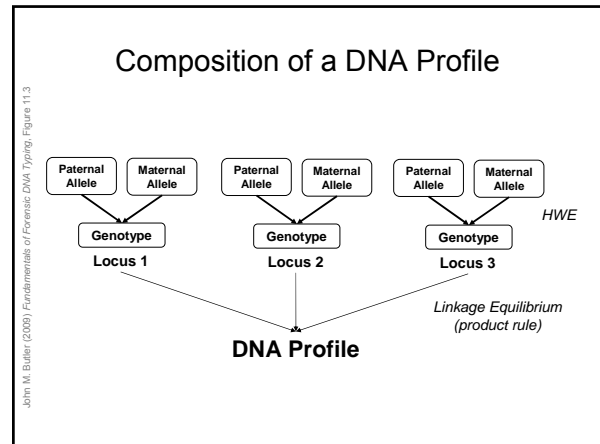 Composition of a DNA Profile
John M. Butler (2009) Fundamentals of Forensic DNA Typing, Figure 11.3
Paternal
Allele
Maternal
Allele
Paternal
Allele
Maternal
Allele
Paternal
Allele
Maternal
Allele
HWE
Genotype
Genotype
Genotype
Locus 1
Locus 2
Locus 3
Linkage Equilibrium
(product rule)
DNA Profile